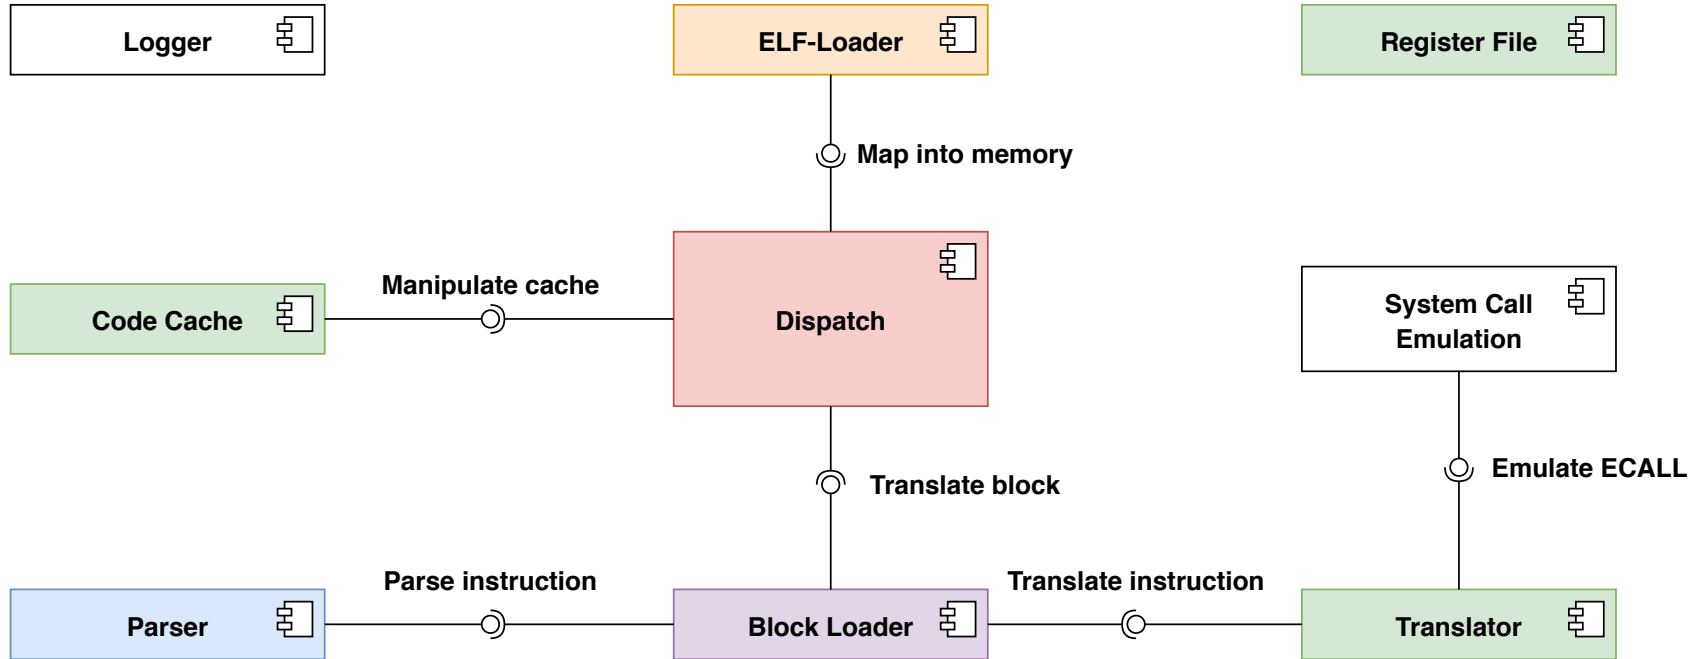 Logger
ELF-Loader
Register File
Map into memory
Manipulate cache
Code Cache
Dispatch
System Call
Emulation
Translate block
Emulate ECALL
Parse instruction
Translate instruction
Parser
Block Loader
Translator